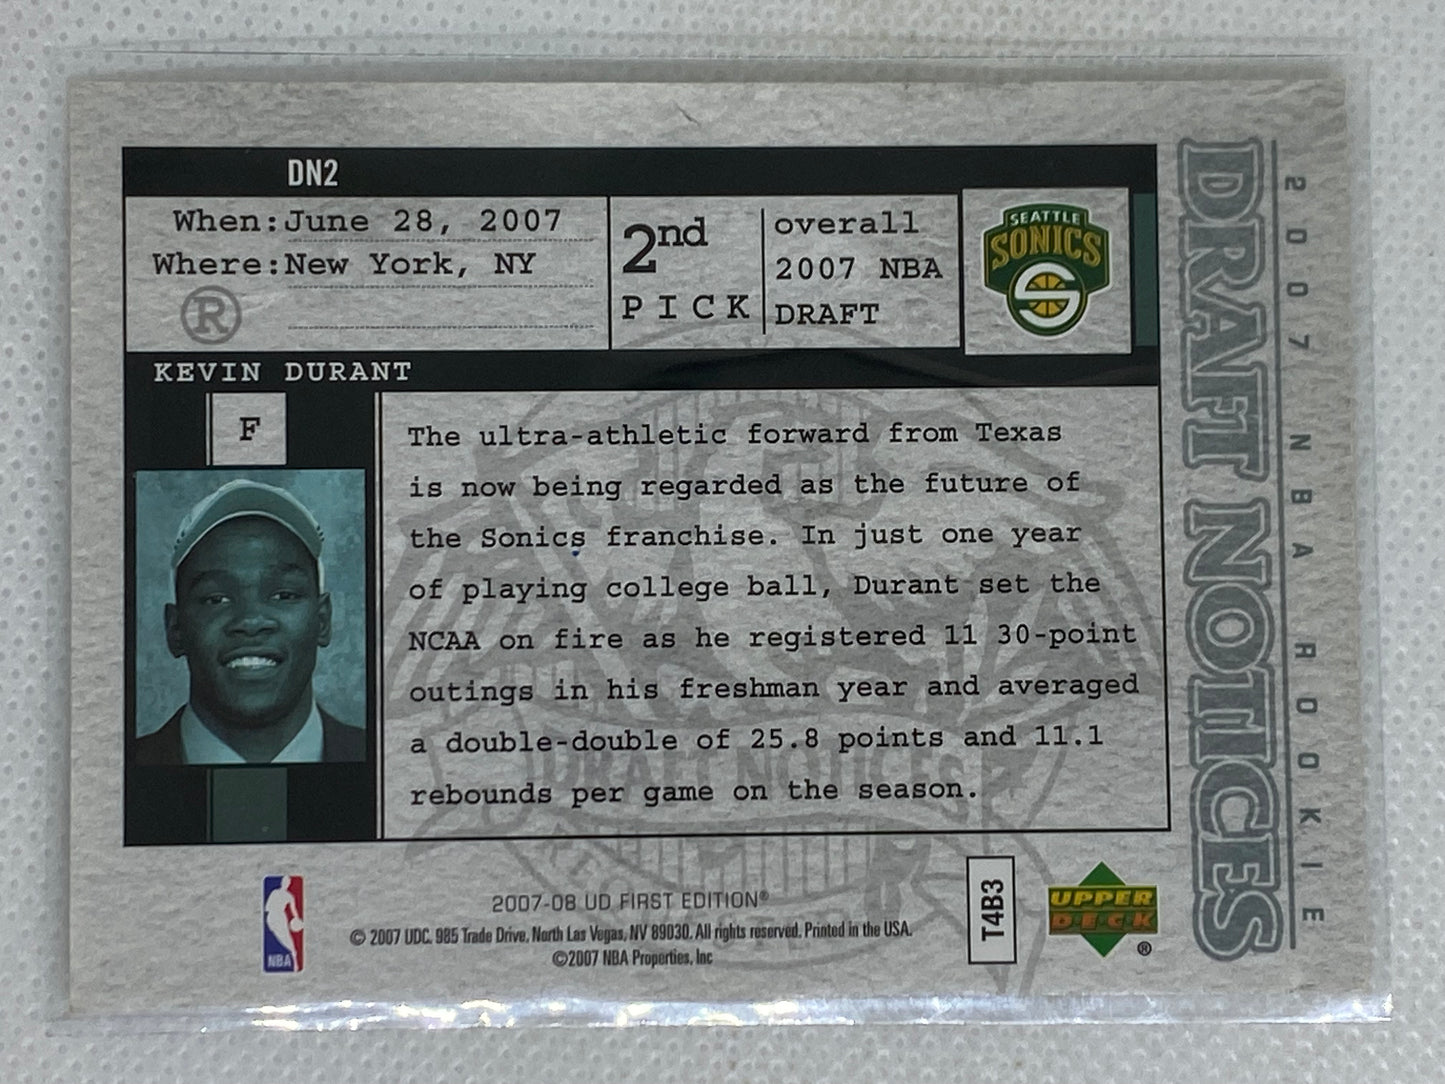 DN2
When:June 28, 2007
Where:New York, NY
R
2nd
PICK
overall
2007 NBA
DRAFT
SEATTLE
SONICS
KEVIN DURANT
F
The ultra-athletic forward from Texas
is now being regarded as the future of
the Sonics franchise. In just one year
of playing college ball, Durant set the
NCAA on fire as he registered 11 30-point
outings in his freshman year and averaged
a double-double of 25.8 points and 11.1
rebounds per game on the season.
DRAFT NOTICES
DRAFT NOTICES
2007 NBA ROOKIE
NBA
2007-08 UD FIRST EDITION®
© 2007 UDC. 985 Trade Drive, North Las Vegas, NV 89030. All rights reserved. Printed in the USA.
©2007 NBA Properties, Inc
T4B3
UPPER
DECK
®